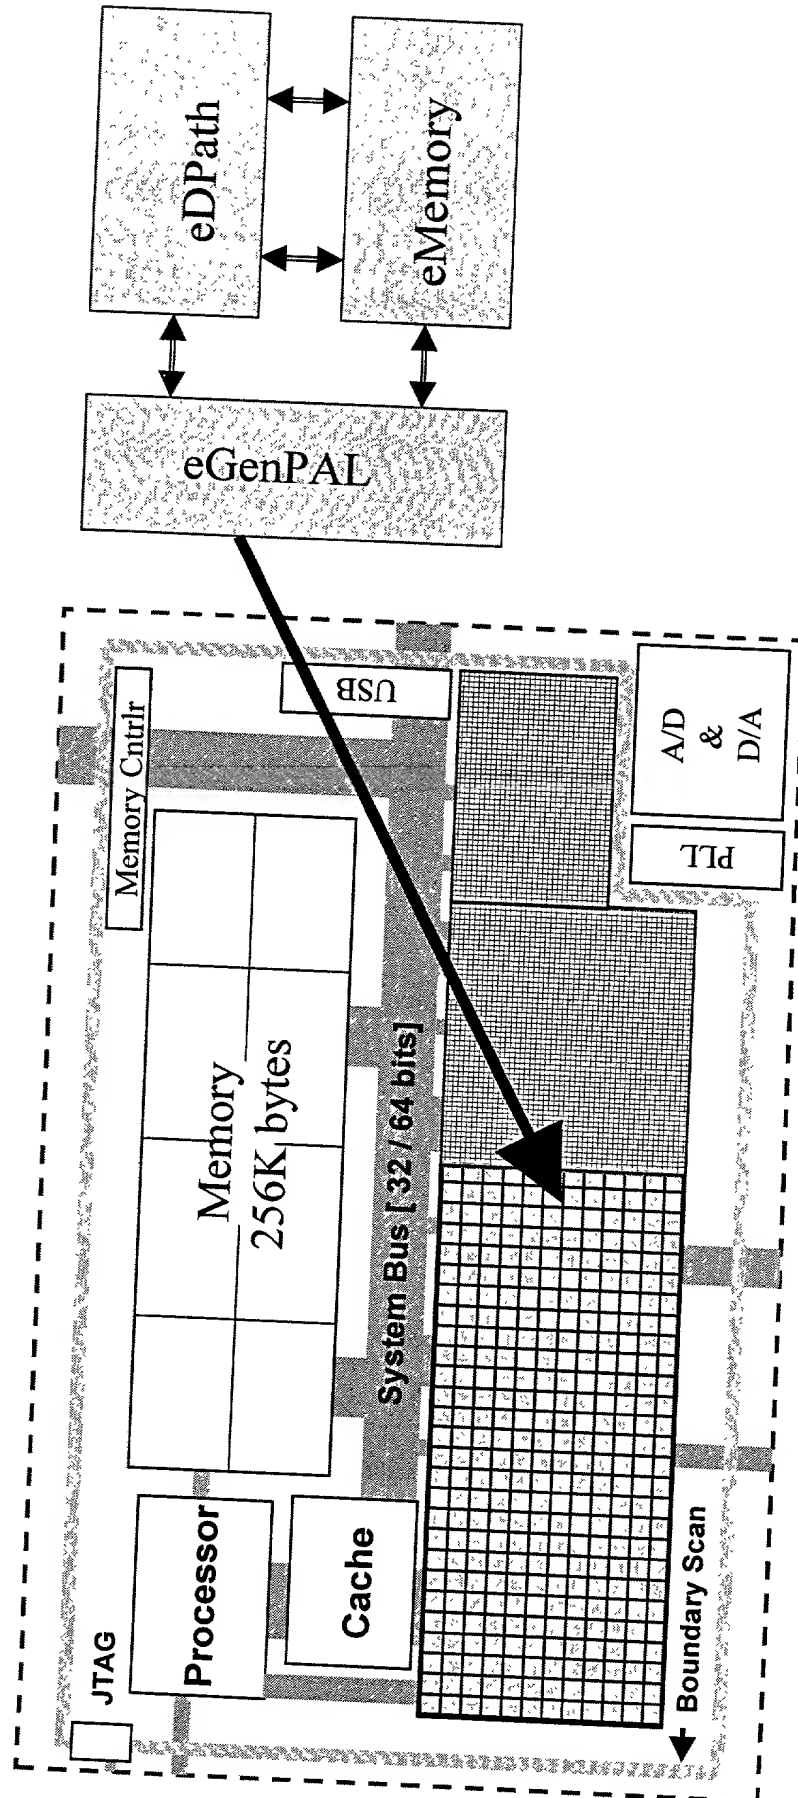 eDPath
eMemory
eGenPAL
USB
Memory Cntrlr
A/D
&
D/A
PLL
Memory
256K bytes
System Bus [ 32 / 64 bits]
Processor
Cache
JTAG
Boundary Scan